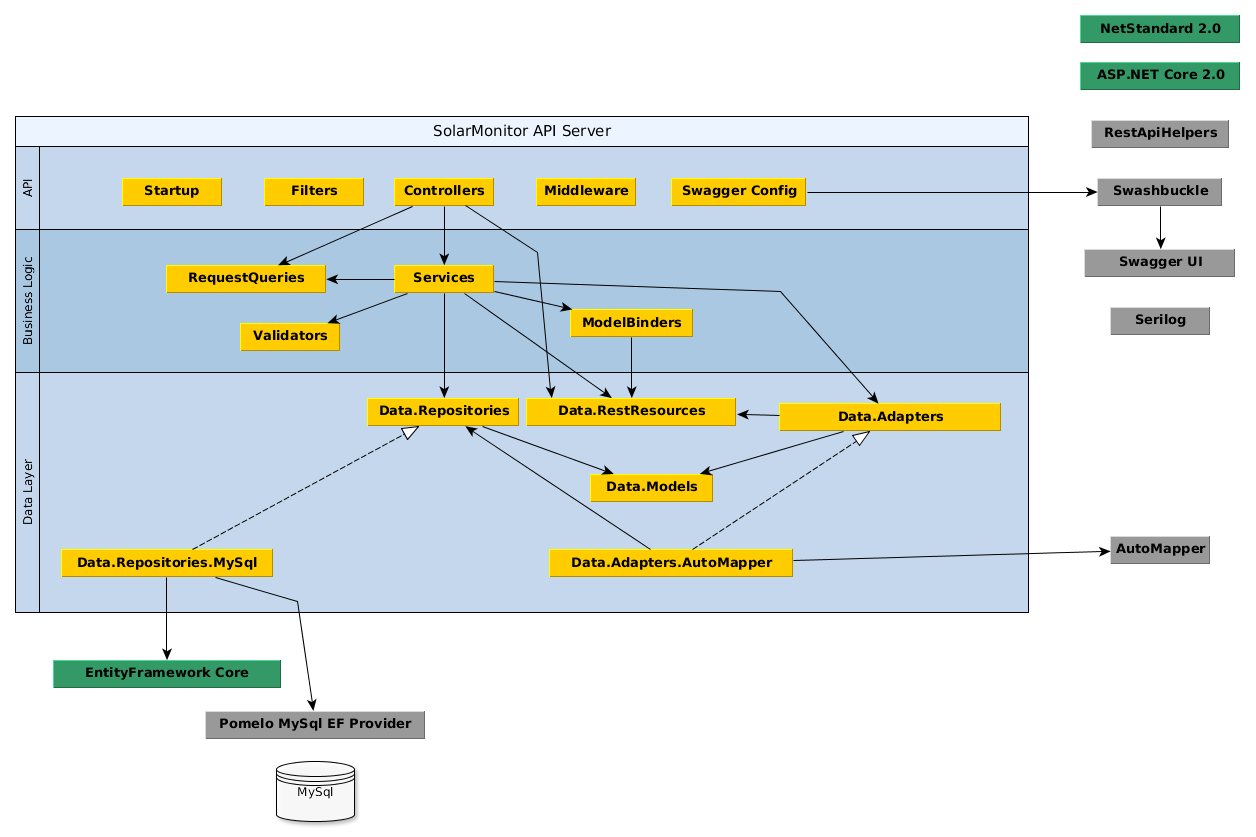 NetStandard 2.0
ASP.NET Core 2.0
SolarMonitor API Server
RestApiHelpers
API
Startup
Filters
Controllers
Middleware
Swagger Config
Swashbuckle
Business Logic
RequestQueries
Services
Swagger UI
ModelBinders
Serilog
Validators
Data Layer
Data.Repositories
Data.RestResources
Data.Adapters
Data.Models
Data.Repositories.MySql
Data.Adapters.AutoMapper
AutoMapper
EntityFramework Core
Pomelo MySql EF Provider
MySql